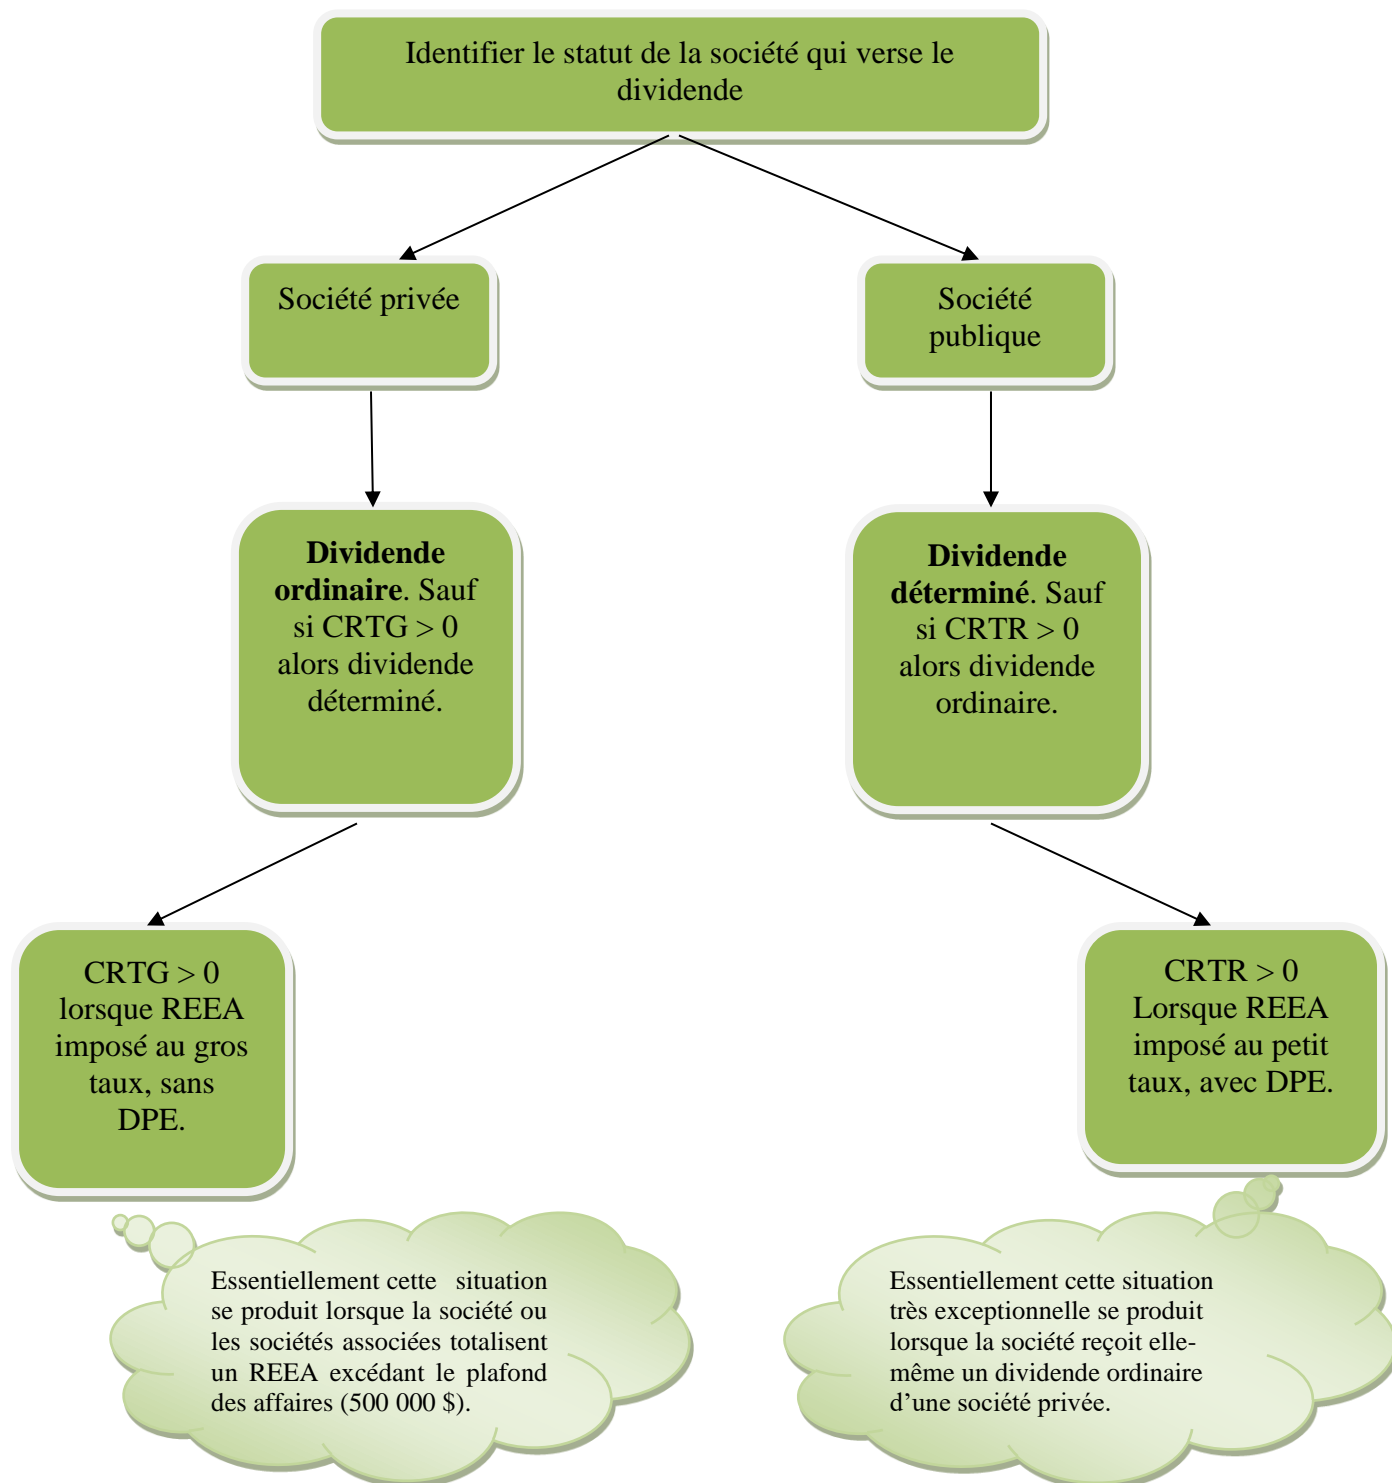 Identifier le statut de la société qui verse le
dividende
Société privée
Société
publique
Dividende
ordinaire. Sauf
si CRTG > 0
alors dividende
déterminé.
Dividende
déterminé. Sauf
si CRTR > 0
alors dividende
ordinaire.
CRTG > 0
lorsque REEA
imposé au gros
taux, sans
DPE.
CRTR > 0
Lorsque REEA
imposé au petit
taux, avec DPE.
Essentiellement cette situation
se produit lorsque la société ou
les sociétés associées totalisent
un REEA excédant le plafond
des affaires (500 000 $).
Essentiellement cette situation
très exceptionnelle se produit
lorsque la société reçoit elle-
même un dividende ordinaire
d’une société privée.